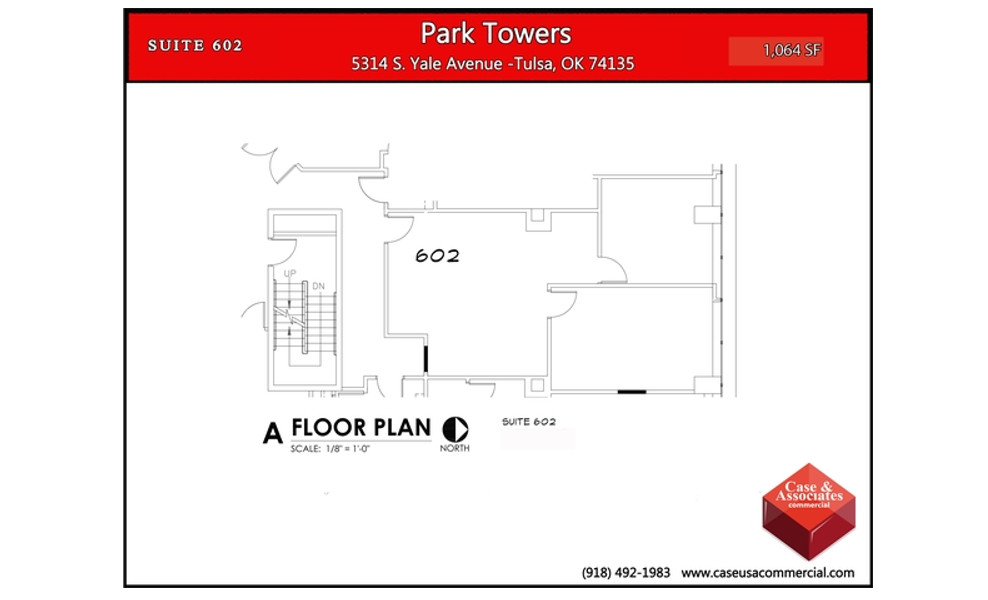 SUITE 602
Park Towers
5314 S. Yale Avenue -Tulsa, OK 74135
1,064 SF
602
UP
DN
A FLOOR PLAN
SCALE: 1/8" = 1'-0"
NORTH
SUITE 602
Case &
Associates
commercial
(918) 492-1983 www.caseusacommercial.com